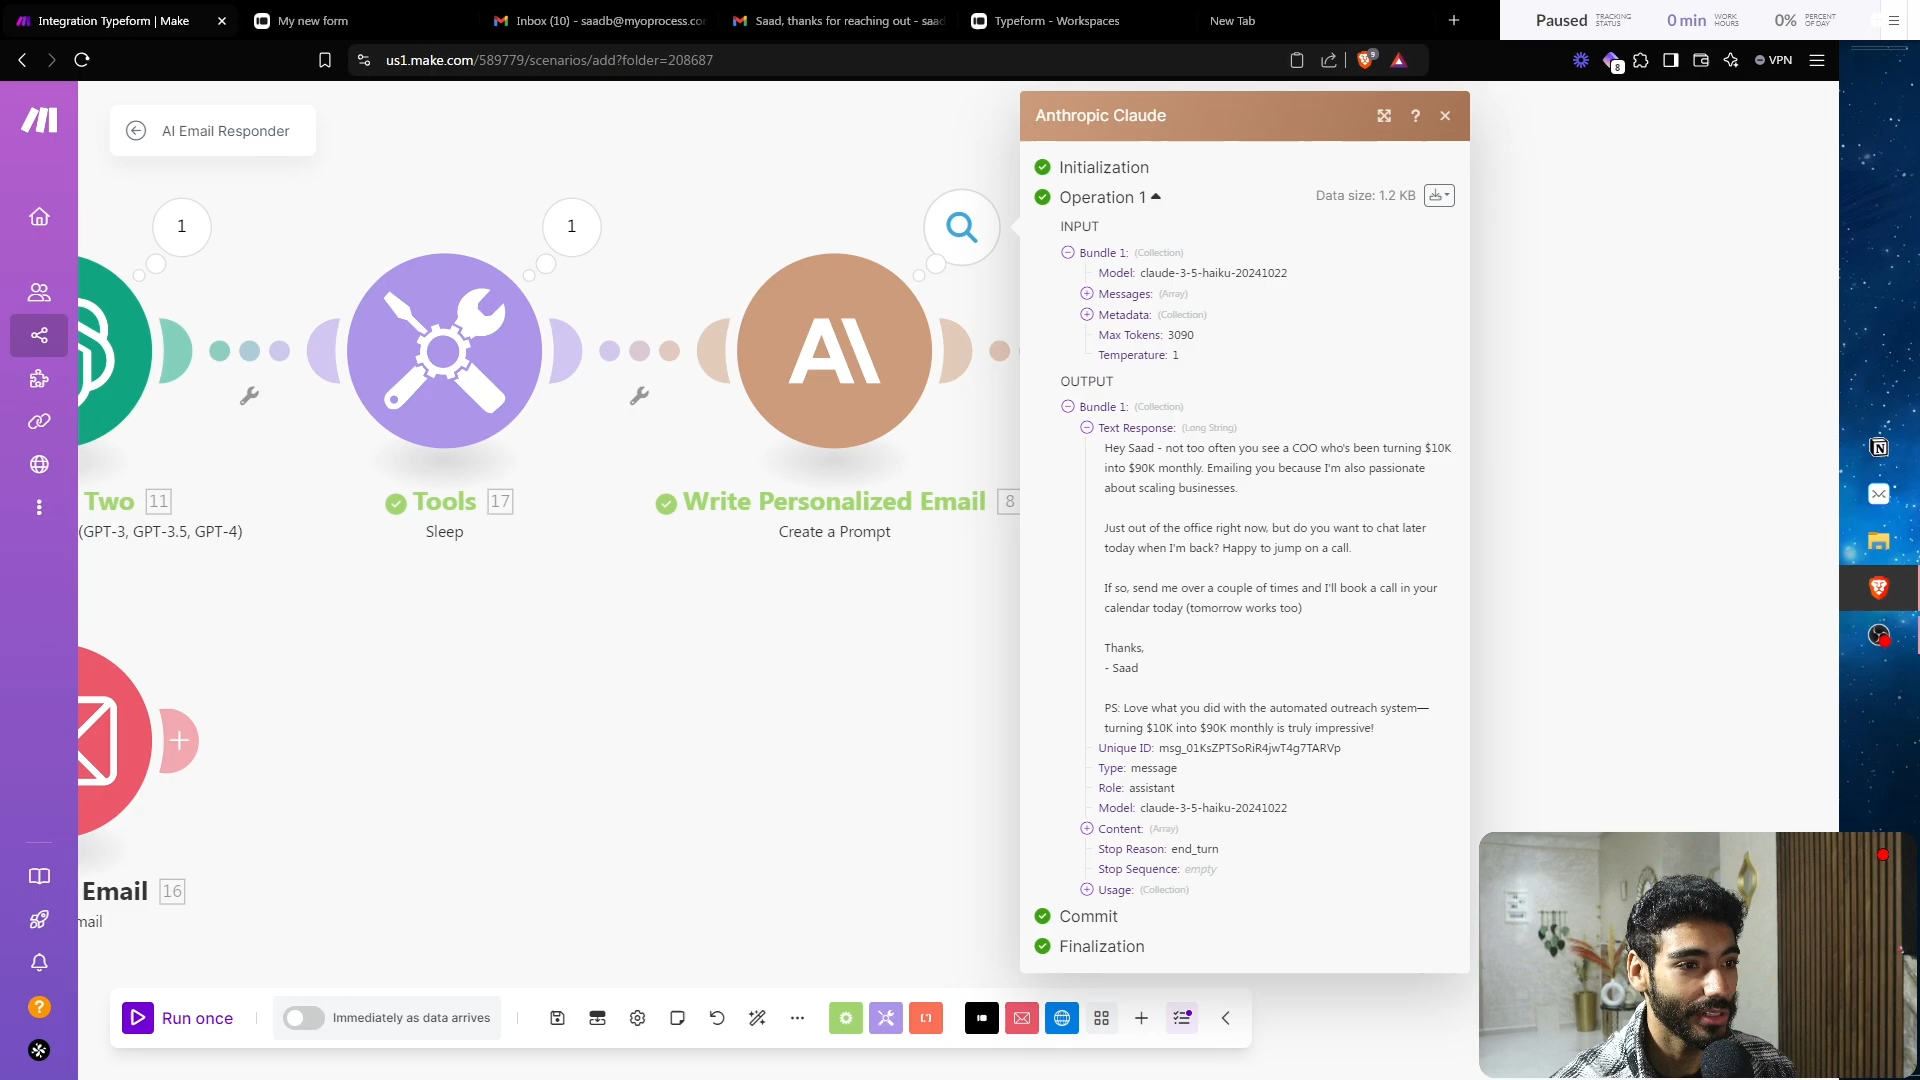 Integration Typeform | Make
My new form
Inbox (10) - saadb@myoprocess.co
Saad, thanks for reaching out - saad
Typeform - Workspaces
New Tab
Paused TRACKING STATUS
0 min WORK HOURS
0% PERCENT OF DAY
us1.make.com/589779/scenarios/add?folder=208687
9
8
VPN
AI Email Responder
1
1
Two 11
(GPT-3, GPT-3.5, GPT-4)
Tools 17
Sleep
Write Personalized Email 8
Create a Prompt
Email 16
mail
Anthropic Claude
?
Initialization
Operation 1
Data size: 1.2 KB
INPUT
Bundle 1: (Collection)
Model: claude-3-5-haiku-20241022
Messages: (Array)
Metadata: (Collection)
Max Tokens: 3090
Temperature: 1
OUTPUT
Bundle 1: (Collection)
Text Response: (Long String)
Hey Saad - not too often you see a COO who's been turning $10K
into $90K monthly. Emailing you because I'm also passionate
about scaling businesses.
Just out of the office right now, but do you want to chat later
today when I'm back? Happy to jump on a call.
If so, send me over a couple of times and I'll book a call in your
calendar today (tomorrow works too)
Thanks,
- Saad
PS: Love what you did with the automated outreach system—
turning $10K into $90K monthly is truly impressive!
Unique ID: msg_01KsZPTSoRiR4jwT4g7TARVp
Type: message
Role: assistant
Model: claude-3-5-haiku-20241022
Content: (Array)
Stop Reason: end_turn
Stop Sequence: empty
Usage: (Collection)
Commit
Finalization
Run once
Immediately as data arrives